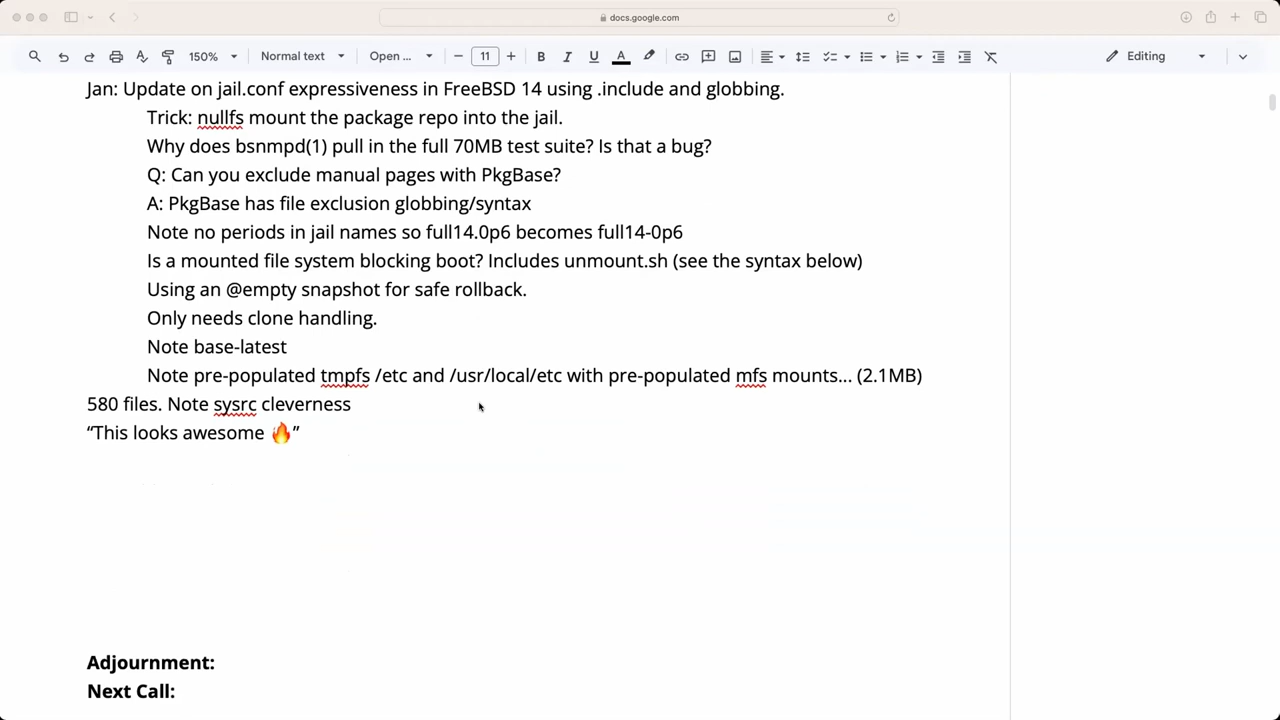 docs.google.com
150%
Normal text
Open ...
11
Editing
Jan: Update on jail.conf expressiveness in FreeBSD 14 using .include and globbing.
Trick: nullfs mount the package repo into the jail.
Why does bsnmpd(1) pull in the full 70MB test suite? Is that a bug?
Q: Can you exclude manual pages with PkgBase?
A: PkgBase has file exclusion globbing/syntax
Note no periods in jail names so full14.0p6 becomes full14-0p6
Is a mounted file system blocking boot? Includes unmount.sh (see the syntax below)
Using an @empty snapshot for safe rollback.
Only needs clone handling.
Note base-latest
Note pre-populated tmpfs /etc and /usr/local/etc with pre-populated mfs mounts... (2.1MB)
580 files. Note sysrc cleverness
“This looks awesome 🔥”
Adjournment:
Next Call: